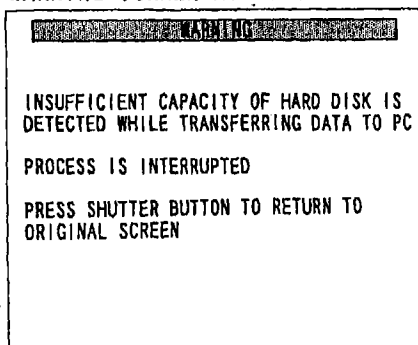 WARNING
INSUFFICIENT CAPACITY OF HARD DISK IS
DETECTED WHILE TRANSFERRING DATA TO PC
PROCESS IS INTERRUPTED
PRESS SHUTTER BUTTON TO RETURN TO
ORIGINAL SCREEN